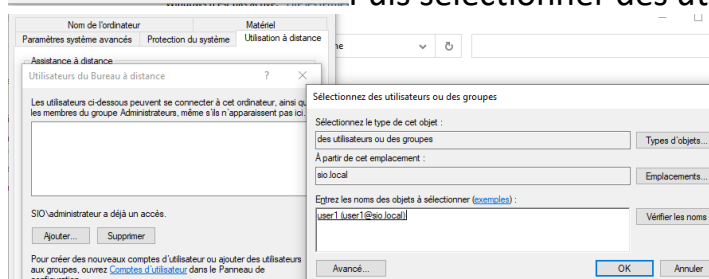 Puis sélectionner des ut
Nom de l'ordinateur
Matériel
Paramètres système avancés
Protection du système
Utilisation à distance
Assistance à distance
Utilisateurs du Bureau à distance
?
Les utilisateurs ci-dessous peuvent se connecter à cet ordinateur, ainsi qu
les membres du groupe Administrateurs, même s'ils n'apparaissent pas ici.
SIO\administrateur a déjà un accès.
Ajouter...
Supprimer
Pour créer des nouveaux comptes d'utilisateur ou ajouter des utilisateurs
aux groupes, ouvrez Comptes d'utilisateur dans le Panneau de
configuration.
ne
Sélectionnez des utilisateurs ou des groupes
Sélectionnez le type de cet objet :
des utilisateurs ou des groupes
Types d'objets...
À partir de cet emplacement :
sio.local
Emplacements...
Entrez les noms des objets à sélectionner (exemples) :
user1 (user1@sio.local)
Vérifier les noms
Avancé...
OK
Annuler